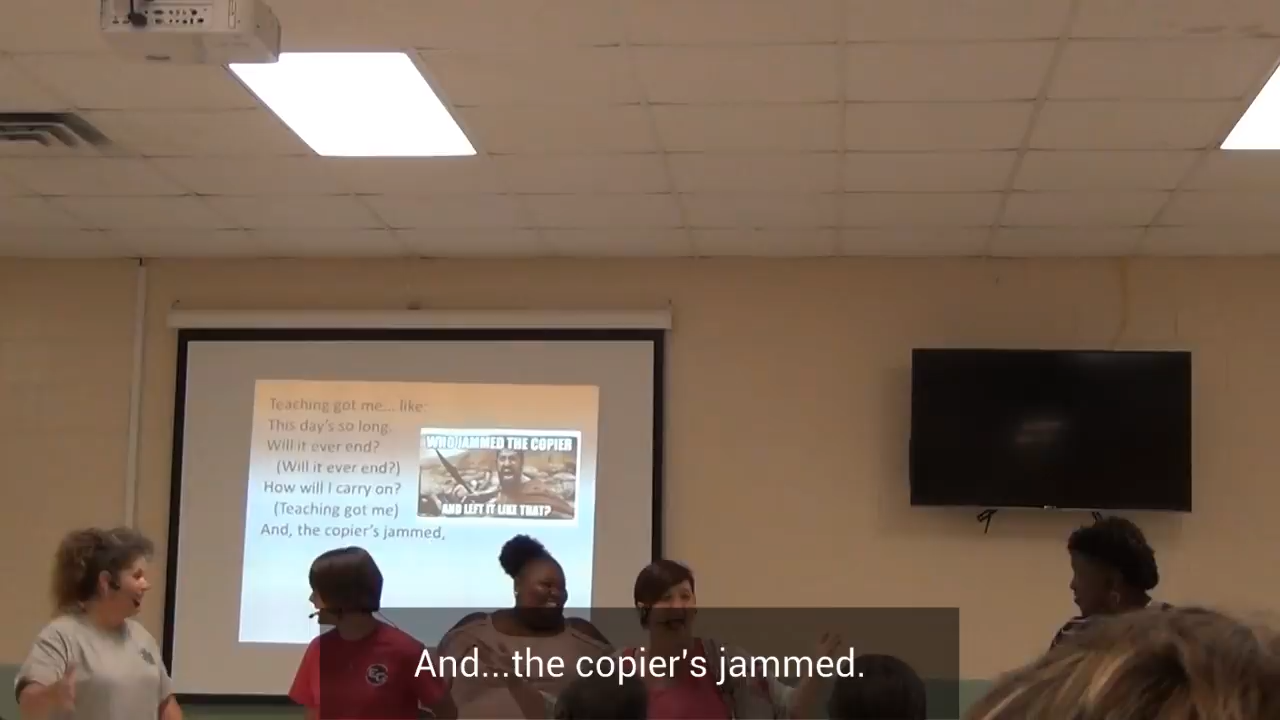 Teaching got me... like:
This day's so long.
Will it ever end?
(Will it ever end?)
How will I carry on?
(Teaching got me)
And, the copier's jammed,
WHO JAMMED THE COPIER
AND LEFT IT LIKE THAT?
And...the copier's jammed.